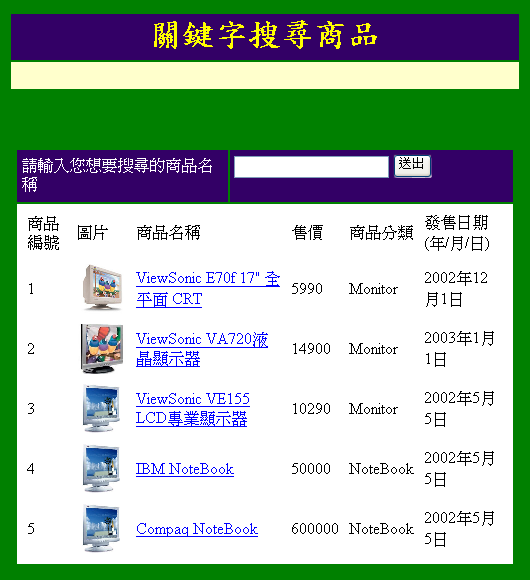 關鍵字搜尋商品
請輸入您想要搜尋的商品名
稱
送出
商品
編號 圖片 商品名稱 售價 商品分類 發售日期
(年/月/日)
1 ViewSonic E70f 17" 全
平面 CRT 5990 Monitor 2002年12
月1日
2 ViewSonic VA720液
晶顯示器 14900 Monitor 2003年1月
1日
3 ViewSonic VE155
LCD專業顯示器 10290 Monitor 2002年5月
5日
4 IBM NoteBook 50000 NoteBook 2002年5月
5日
5 Compaq NoteBook 600000 NoteBook 2002年5月
5日